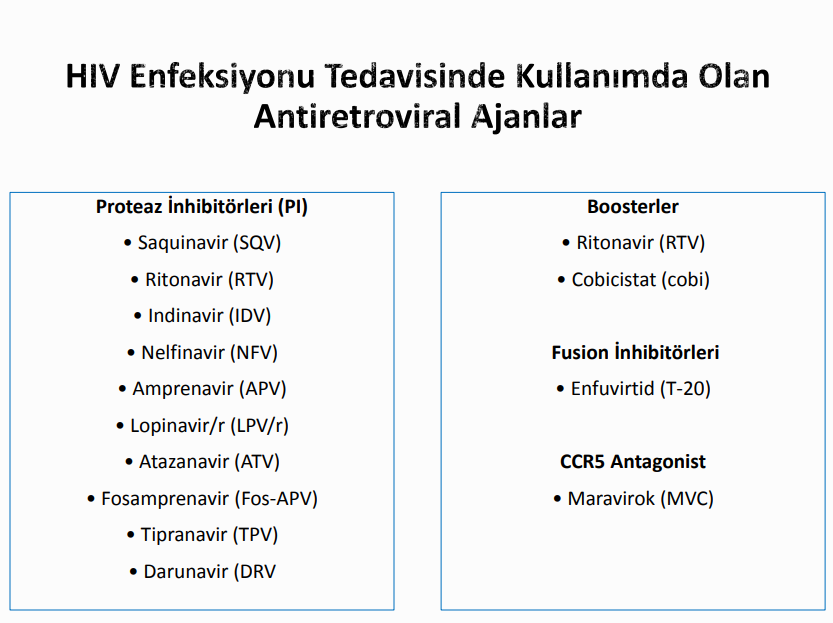 HIV Enfeksiyonu Tedavisinde Kullanımda Olan
Antiretroviral Ajanlar
Proteaz İnhibitörleri (PI)
• Saquinavir (SQV)
• Ritonavir (RTV)
• Indinavir (IDV)
• Nelfinavir (NFV)
• Amprenavir (APV)
• Lopinavir/r (LPV/r)
• Atazanavir (ATV)
• Fosamprenavir (Fos-APV)
• Tipranavir (TPV)
• Darunavir (DRV
Boosterler
• Ritonavir (RTV)
• Cobicistat (cobi)
Fusion İnhibitörleri
• Enfuvirtid (T-20)
CCR5 Antagonist
• Maravirok (MVC)